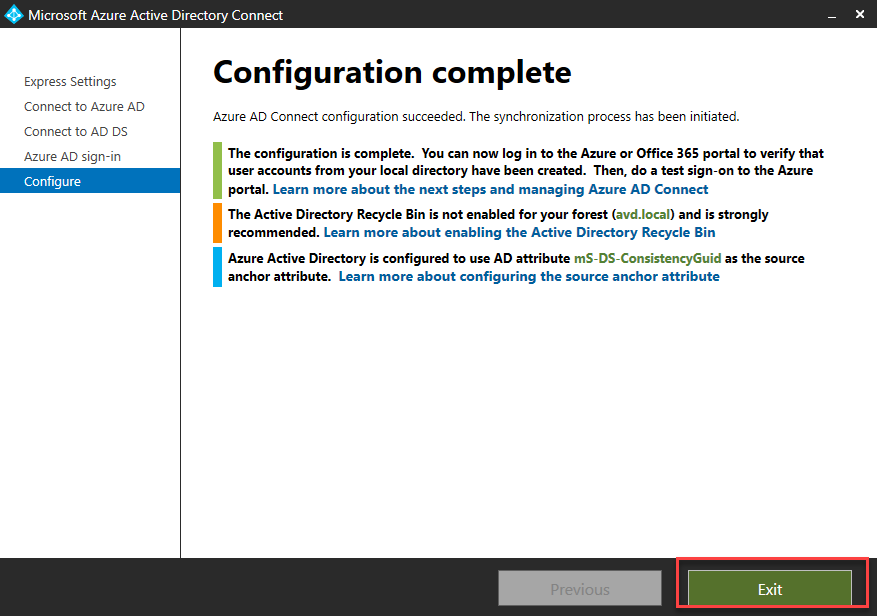 Microsoft Azure Active Directory Connect
Express Settings
Connect to Azure AD
Connect to AD DS
Azure AD sign-in
Configure
Configuration complete
Azure AD Connect configuration succeeded. The synchronization process has been initiated.
The configuration is complete. You can now log in to the Azure or Office 365 portal to verify that
user accounts from your local directory have been created. Then, do a test sign-on to the Azure
portal. Learn more about the next steps and managing Azure AD Connect
The Active Directory Recycle Bin is not enabled for your forest (avd.local) and is strongly
recommended. Learn more about enabling the Active Directory Recycle Bin
Azure Active Directory is configured to use AD attribute mS-DS-ConsistencyGuid as the source
anchor attribute. Learn more about configuring the source anchor attribute
Previous
Exit